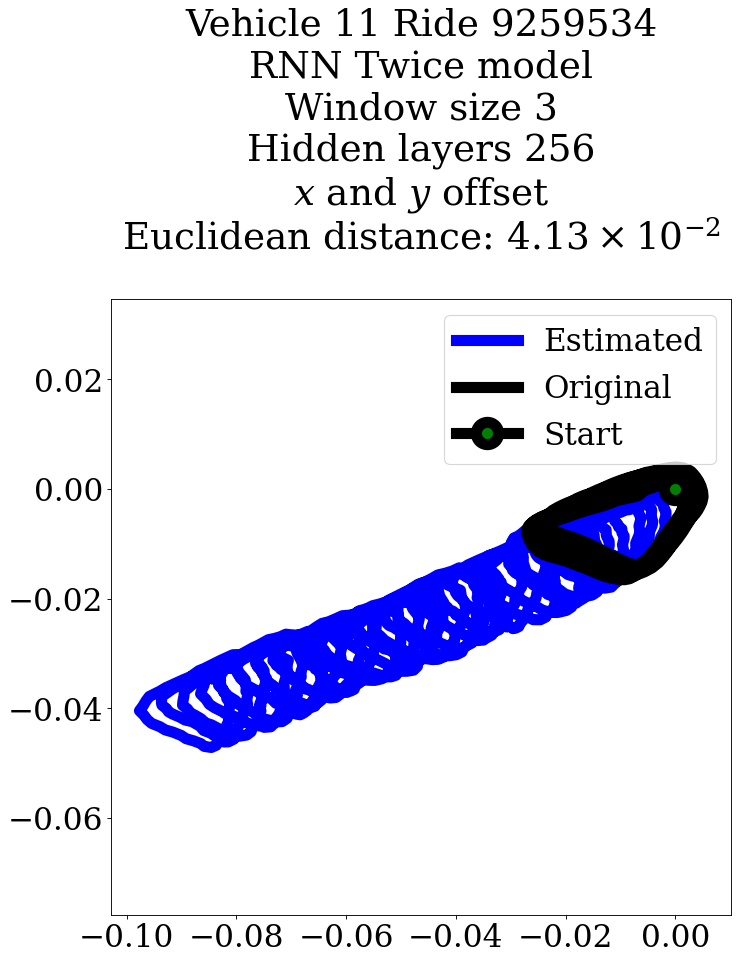 Vehicle 11 Ride 9259534
RNN Twice model
Window size 3
Hidden layers 256
x and y offset
Euclidean distance: 4.13 × 10⁻²
Estimated
Original
Start
0.02
0.00
−0.02
−0.04
−0.06
−0.10 −0.08 −0.06 −0.04 −0.02 0.00